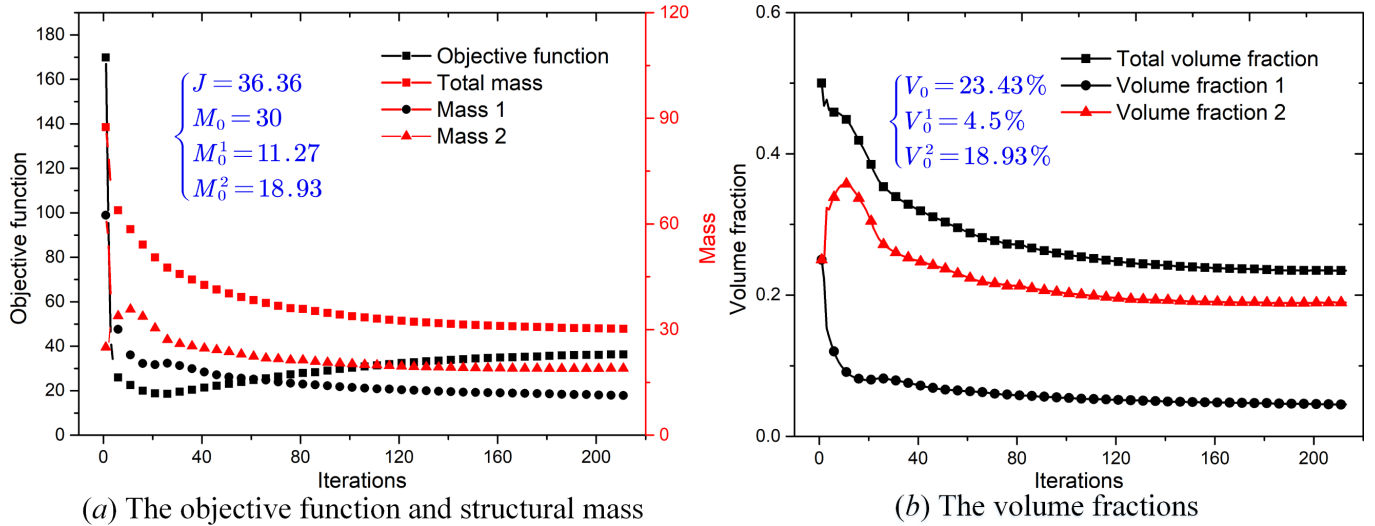 180
160
140
120
100
80
60
40
20
0
Objective function
0 40 80 120 160 200
Iterations
120
90
60
30
0
Mass
Objective function
Total mass
Mass 1
Mass 2
J = 36.36
M₀ = 30
M₀¹ = 11.27
M₀² = 18.93
(a) The objective function and structural mass
0.6
0.4
0.2
0.0
Volume fraction
0 40 80 120 160 200
Iterations
Total volume fraction
Volume fraction 1
Volume fraction 2
V₀ = 23.43%
V₀¹ = 4.5%
V₀² = 18.93%
(b) The volume fractions